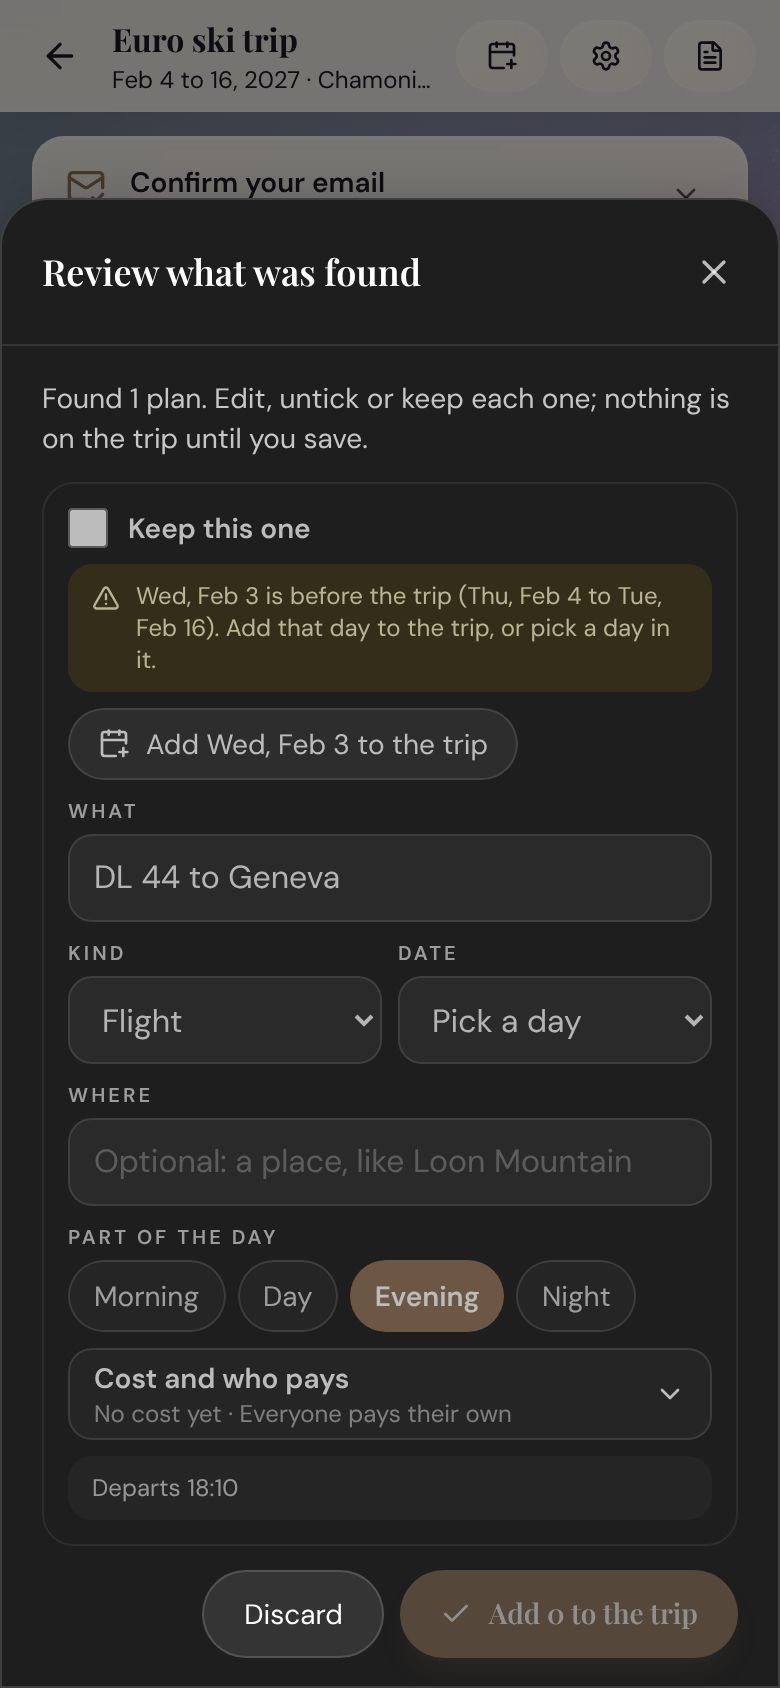 Euro ski trip
Feb 4 to 16, 2027 · Chamoni...
Confirm your email
Review what was found
Found 1 plan. Edit, untick or keep each one; nothing is
on the trip until you save.
Keep this one
Wed, Feb 3 is before the trip (Thu, Feb 4 to Tue,
Feb 16). Add that day to the trip, or pick a day in
it.
Add Wed, Feb 3 to the trip
WHAT
DL 44 to Geneva
KIND
DATE
Flight
Pick a day
WHERE
Optional: a place, like Loon Mountain
PART OF THE DAY
Morning
Day
Evening
Night
Cost and who pays
No cost yet · Everyone pays their own
Departs 18:10
Discard
Add 0 to the trip